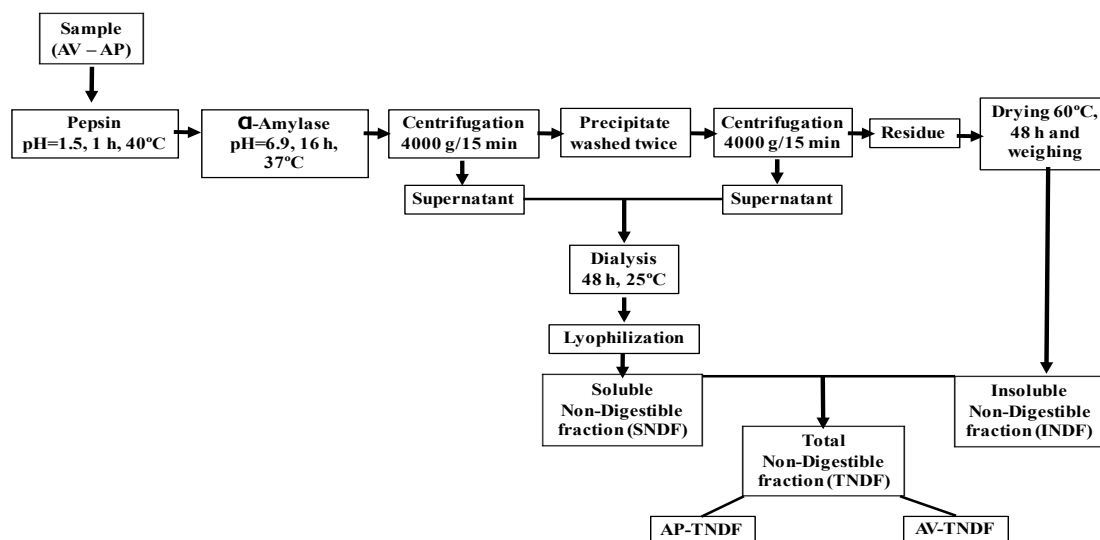 Sample
(AV – AP)
Pepsin
pH=1.5, 1 h, 40ºC
α-Amylase
pH=6.9, 16 h,
37ºC
Centrifugation
4000 g/15 min
Precipitate
washed twice
Centrifugation
4000 g/15 min
Residue
Drying 60ºC,
48 h and
weighing
Supernatant
Supernatant
Dialysis
48 h, 25ºC
Lyophilization
Soluble
Non-Digestible
fraction (SNDF)
Insoluble
Non-Digestible
fraction (INDF)
Total
Non-Digestible
fraction (TNDF)
AP-TNDF
AV-TNDF